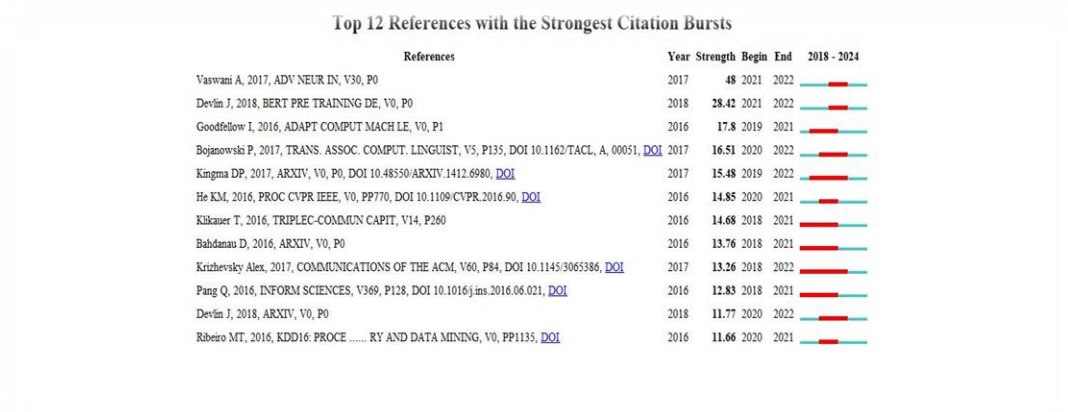 Top 12 References with the Strongest Citation Bursts
References Year Strength Begin End 2018 - 2024
Vaswani A, 2017, ADV NEUR IN, V30, P0 2017 48 2021 2022
Devlin J, 2018, BERT PRE TRAINING DE, V0, P0 2018 28.42 2021 2022
Goodfellow I, 2016, ADAPT COMPUT MACH LE, V0, P1 2016 17.8 2019 2021
Bojanowski P, 2017, TRANS. ASSOC. COMPUT. LINGUIST, V5, P135, DOI 10.1162/TACL, A, 00051, DOI 2017 16.51 2020 2022
Kingma DP, 2017, ARXIV, V0, P0, DOI 10.48550/ARXIV.1412.6980, DOI 2017 15.48 2019 2022
He KM, 2016, PROC CVPR IEEE, V0, PP770, DOI 10.1109/CVPR.2016.90, DOI 2016 14.85 2020 2021
Klikauer T, 2016, TRIPLEC-COMMUN CAPIT, V14, P260 2016 14.68 2018 2021
Bahdanau D, 2016, ARXIV, V0, P0 2016 13.76 2018 2021
Krizhevsky Alex, 2017, COMMUNICATIONS OF THE ACM, V60, P84, DOI 10.1145/3065386, DOI 2017 13.26 2018 2022
Pang Q, 2016, INFORM SCIENCES, V369, P128, DOI 10.1016/j.ins.2016.06.021, DOI 2016 12.83 2018 2021
Devlin J, 2018, ARXIV, V0, P0 2018 11.77 2020 2022
Ribeiro MT, 2016, KDD16: PROCE ...... RY AND DATA MINING, V0, PP1135, DOI 2016 11.66 2020 2021